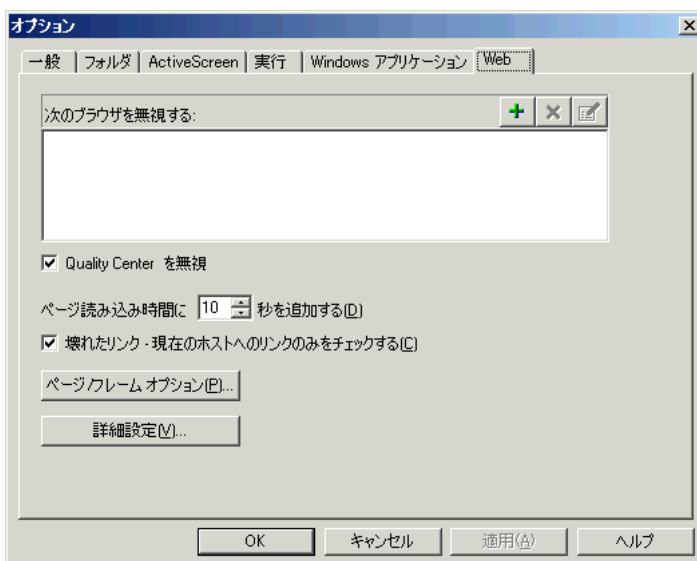 オプション
一般 フォルダ ActiveScreen 実行 Windows アプリケーション Web
次のブラウザを無視する:
Quality Center を無視
ページ読み込み時間に 10 秒を追加する(D)
壊れたリンク - 現在のホストへのリンクのみをチェックする(C)
ページ/フレーム オプション(P)...
詳細設定(V)...
OK キャンセル 適用(A) ヘルプ